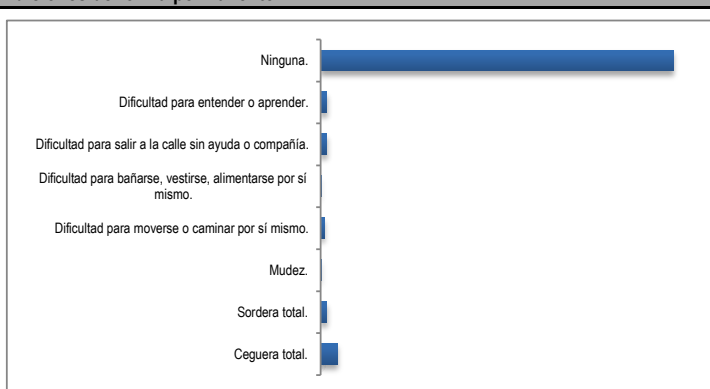 Ninguna.
Dificultad para entender o aprender.
Dificultad para salir a la calle sin ayuda o compañía.
Dificultad para bañarse, vestirse, alimentarse por sí
mismo.
Dificultad para moverse o caminar por sí mismo.
Mudez.
Sordera total.
Ceguera total.